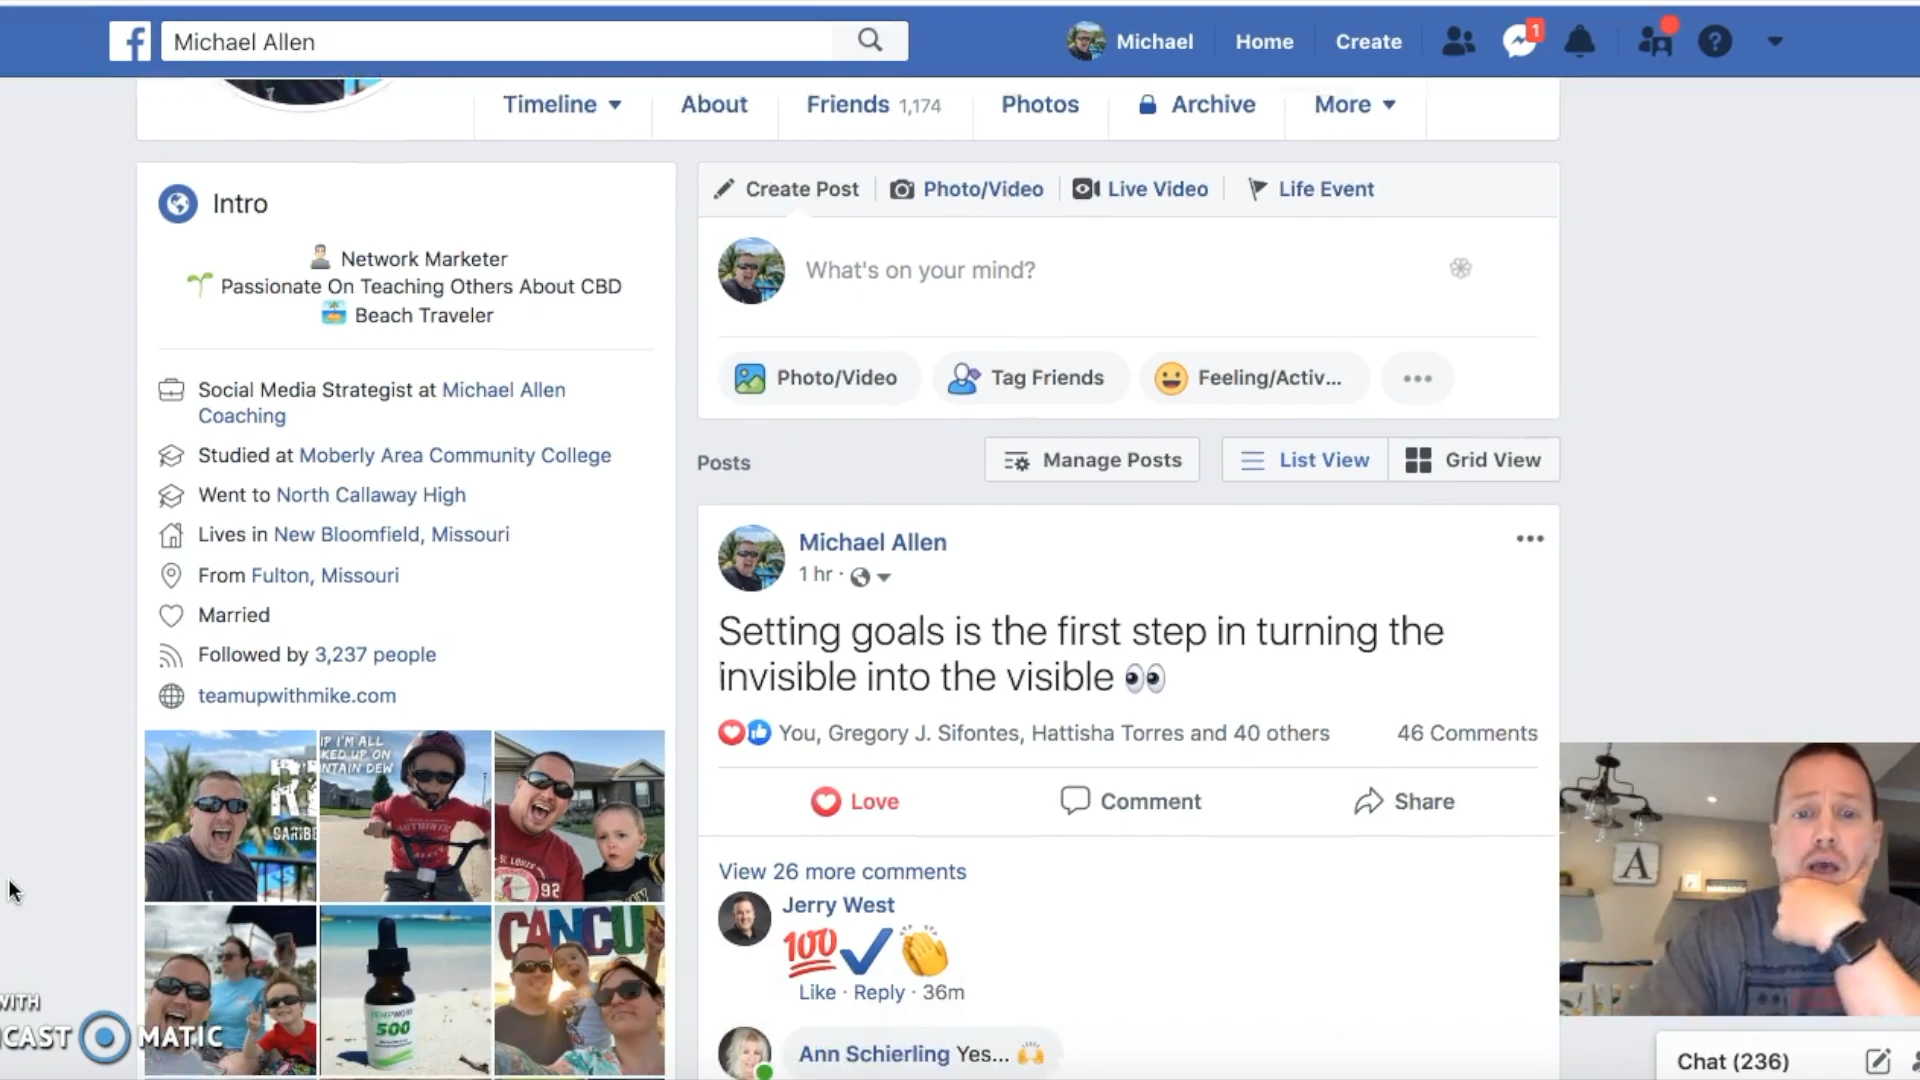 Michael Allen
Michael
Home
Create
1
Timeline
About
Friends 1,174
Photos
Archive
More
Intro
Network Marketer
Passionate On Teaching Others About CBD
Beach Traveler
Social Media Strategist at Michael Allen
Coaching
Studied at Moberly Area Community College
Went to North Callaway High
Lives in New Bloomfield, Missouri
From Fulton, Missouri
Married
Followed by 3,237 people
teamupwithmike.com
Create Post
Photo/Video
Live Video
Life Event
What's on your mind?
Photo/Video
Tag Friends
Feeling/Activ...
Posts
Manage Posts
List View
Grid View
Michael Allen
1 hr ·
Setting goals is the first step in turning the
invisible into the visible 👀
You, Gregory J. Sifontes, Hattisha Torres and 40 others
46 Comments
Love
Comment
Share
View 26 more comments
Jerry West
💯✔👏
Like · Reply · 36m
Ann Schierling Yes... 🙌
IF I'M ALL
AUTHENTIC
92
CANCU
500
WITH
CAST MATIC
A
Chat (236)